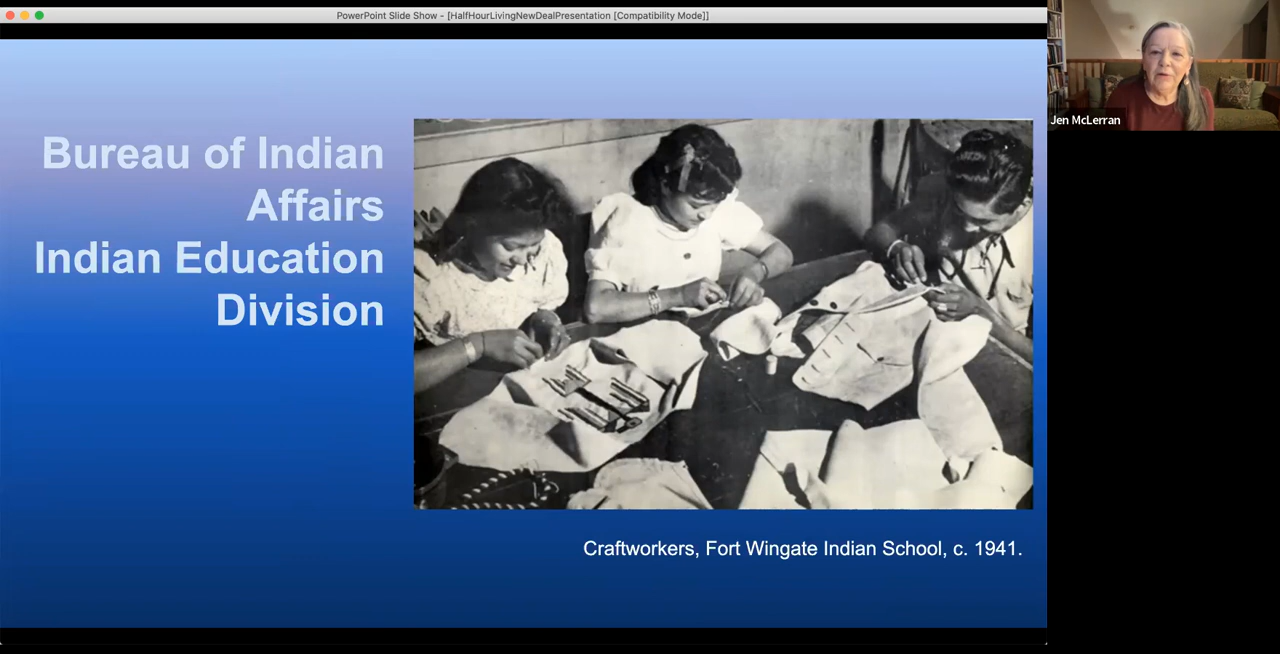 PowerPoint Slide Show - [HalfHourLivingNewDealPresentation [Compatibility Mode]]
Bureau of Indian
Affairs
Indian Education
Division
Craftworkers, Fort Wingate Indian School, c. 1941.
Jen McLerran